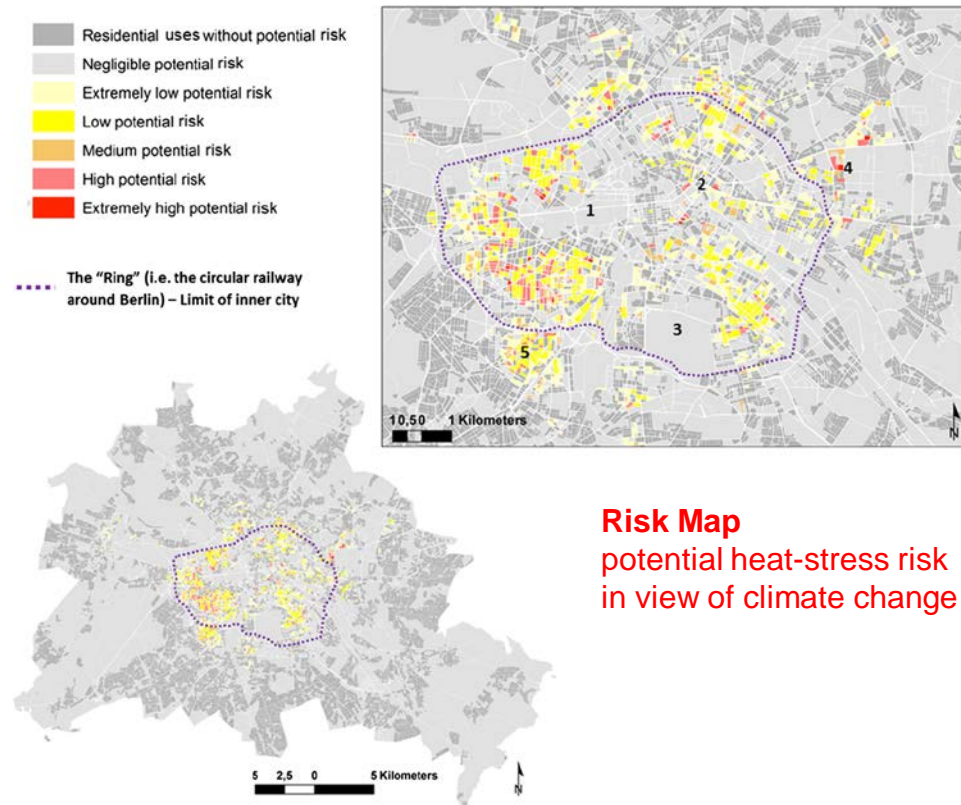 Residential uses without potential risk
Negligible potential risk
Extremely low potential risk
Low potential risk
Medium potential risk
High potential risk
Extremely high potential risk
The “Ring” (i.e. the circular railway
around Berlin) – Limit of inner city
1
2
3
4
5
10,50 1 Kilometers
N
Risk Map
potential heat-stress risk
in view of climate change
5 2,5 0 5 Kilometers
N